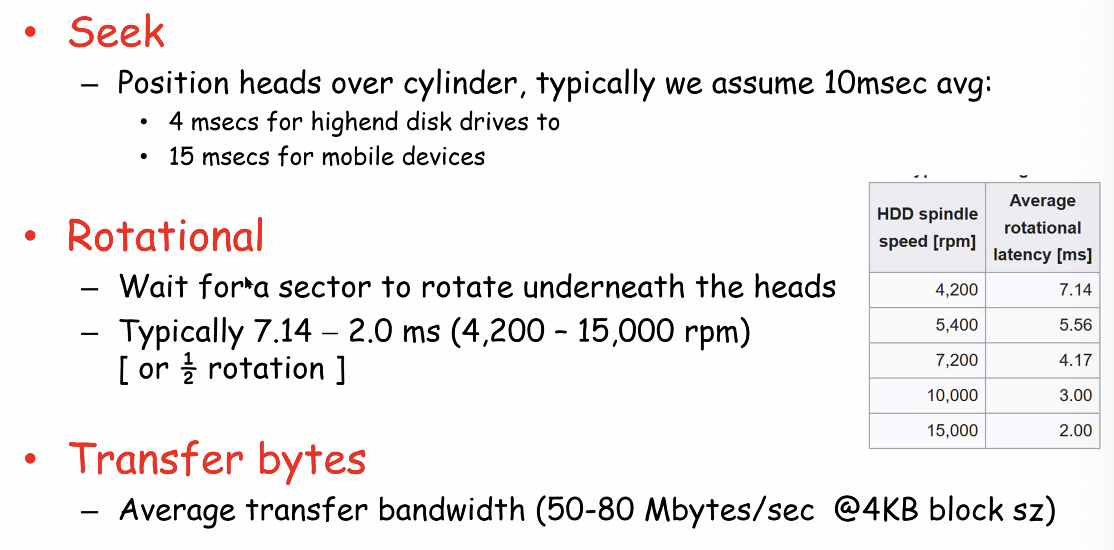 • Seek
– Position heads over cylinder, typically we assume 10msec avg:
• 4 msecs for highend disk drives to
• 15 msecs for mobile devices
• Rotational
– Wait for a sector to rotate underneath the heads
– Typically 7.14 – 2.0 ms (4,200 – 15,000 rpm)
[ or ½ rotation ]
HDD spindle speed [rpm] Average rotational latency [ms]
4,200 7.14
5,400 5.56
7,200 4.17
10,000 3.00
15,000 2.00
• Transfer bytes
– Average transfer bandwidth (50-80 Mbytes/sec @4KB block sz)